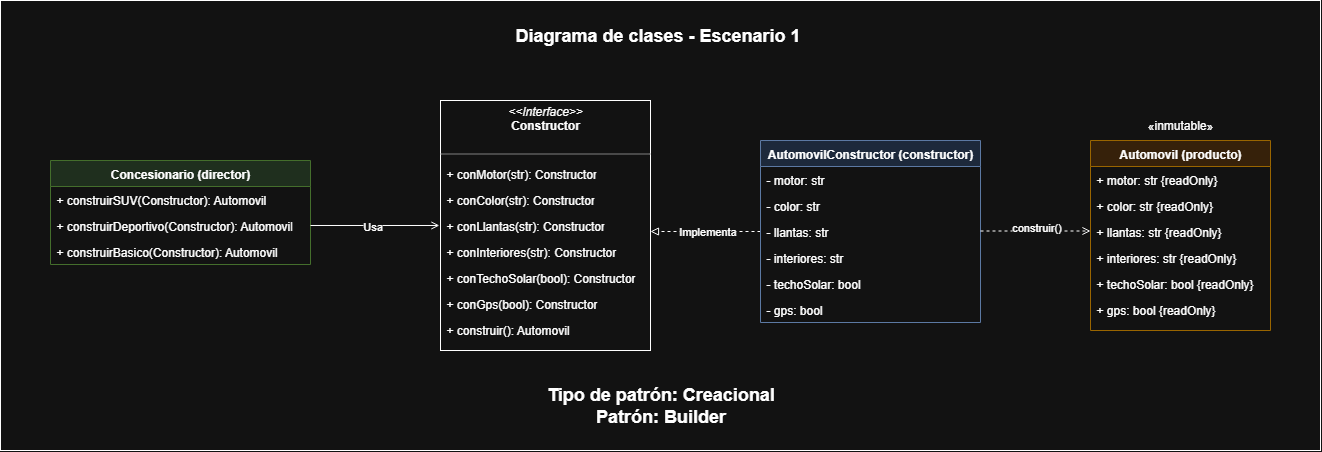 Diagrama de clases - Escenario 1
Concesionario (director)
+ construirSUV(Constructor): Automovil
+ construirDeportivo(Constructor): Automovil
+ construirBasico(Constructor): Automovil
Usa
<<Interface>>
Constructor
+ conMotor(str): Constructor
+ conColor(str): Constructor
+ conLlantas(str): Constructor
+ conInteriores(str): Constructor
+ conTechoSolar(bool): Constructor
+ conGps(bool): Constructor
+ construir(): Automovil
Implementa
AutomovilConstructor (constructor)
- motor: str
- color: str
- llantas: str
- interiores: str
- techoSolar: bool
- gps: bool
construir()
«inmutable»
Automovil (producto)
+ motor: str {readOnly}
+ color: str {readOnly}
+ llantas: str {readOnly}
+ interiores: str {readOnly}
+ techoSolar: bool {readOnly}
+ gps: bool {readOnly}
Tipo de patrón: Creacional
Patrón: Builder